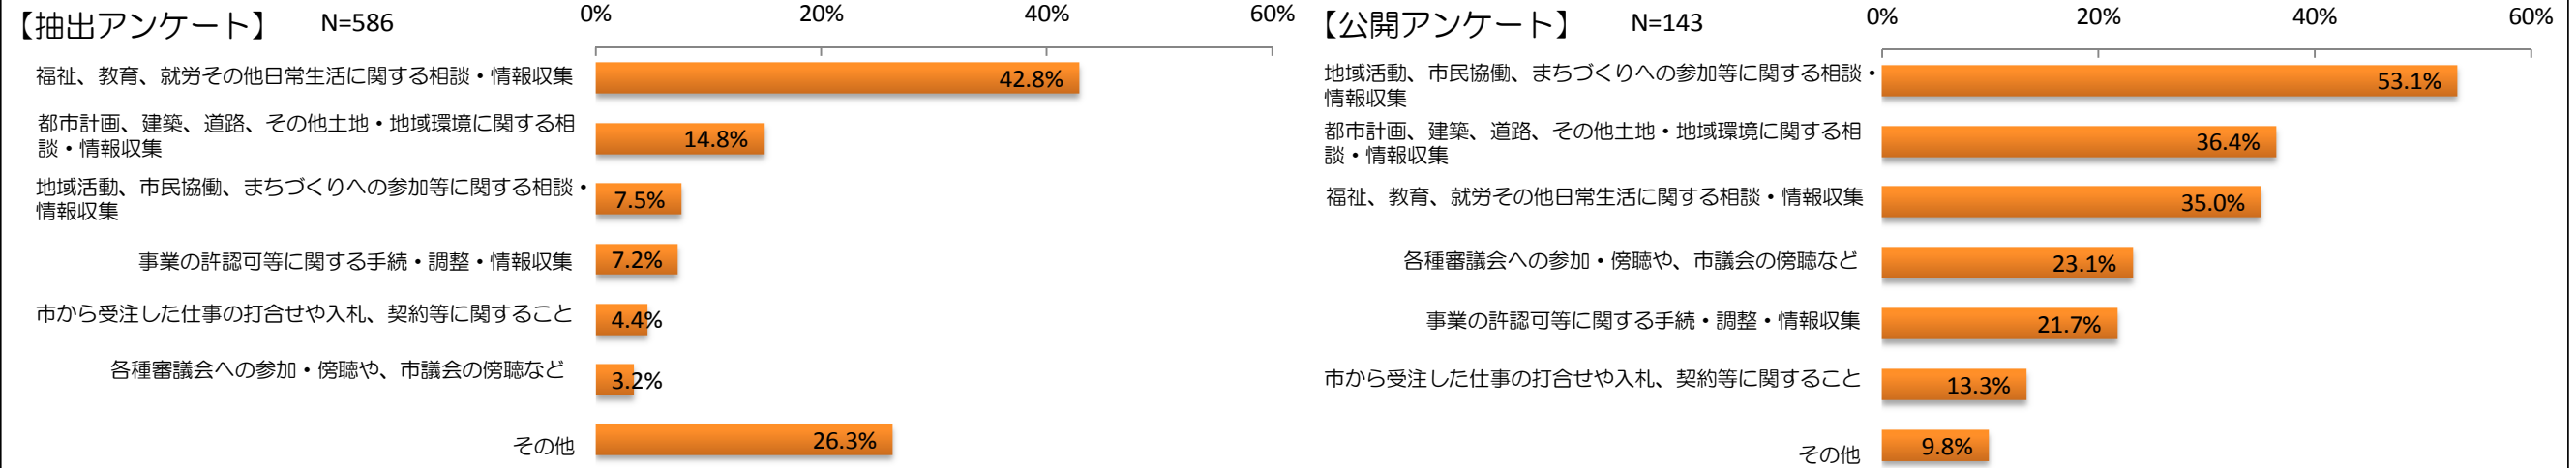 【抽出アンケート】 N=586
0% 20% 40% 60%
福祉、教育、就労その他日常生活に関する相談・情報収集
42.8%
都市計画、建築、道路、その他土地・地域環境に関する相
談・情報収集
14.8%
地域活動、市民協働、まちづくりへの参加等に関する相談・
情報収集
7.5%
事業の許認可等に関する手続・調整・情報収集
7.2%
市から受注した仕事の打合せや入札、契約等に関すること
4.4%
各種審議会への参加・傍聴や、市議会の傍聴など
3.2%
その他
26.3%
【公開アンケート】 N=143
0% 20% 40% 60%
地域活動、市民協働、まちづくりへの参加等に関する相談・
情報収集
53.1%
都市計画、建築、道路、その他土地・地域環境に関する相
談・情報収集
36.4%
福祉、教育、就労その他日常生活に関する相談・情報収集
35.0%
各種審議会への参加・傍聴や、市議会の傍聴など
23.1%
事業の許認可等に関する手続・調整・情報収集
21.7%
市から受注した仕事の打合せや入札、契約等に関すること
13.3%
その他
9.8%